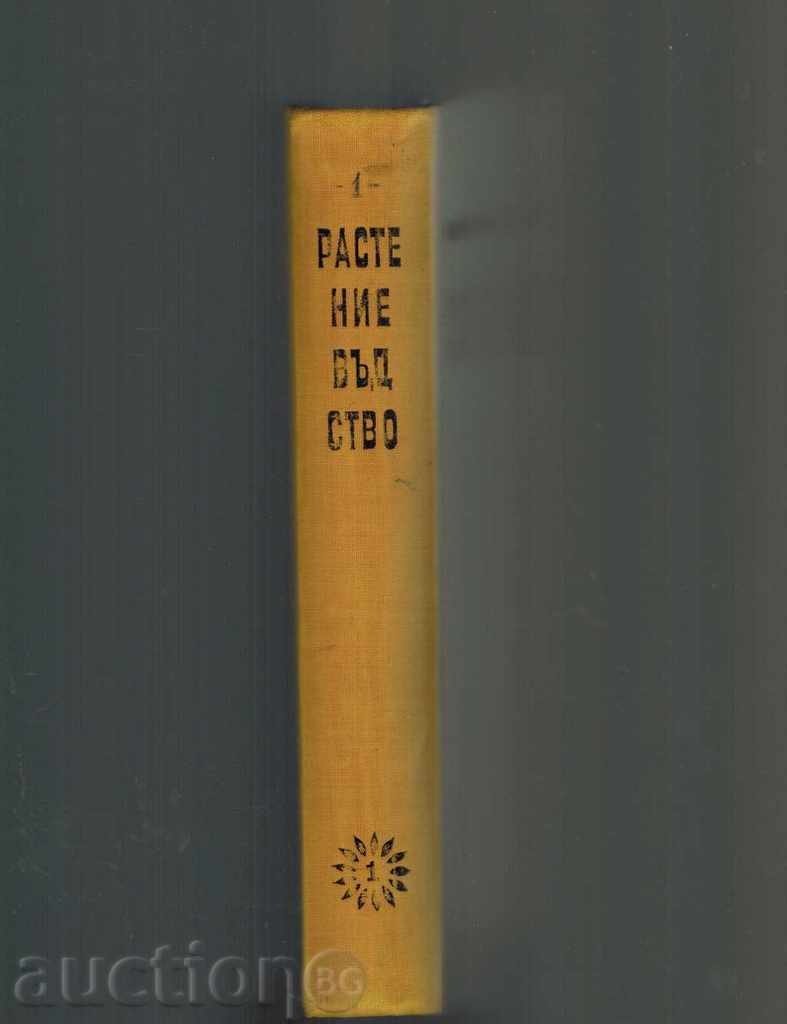 -1-
РАСТЕ
НИЕ
ВЪД
СТВО
1
auction BG